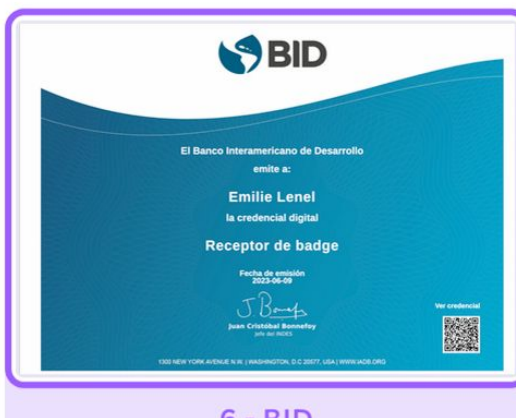 BID
El Banco Interamericano de Desarrollo
emite a:
Emilie Lenel
la credencial digital
Receptor de badge
Fecha de emisión
2023-06-09
Juan Cristóbal Bonnefoy
Jefe del INDES
Ver credencial
1300 NEW YORK AVENUE N.W. | WASHINGTON, D.C 20577, USA | WWW.IADB.ORG
6 - BID